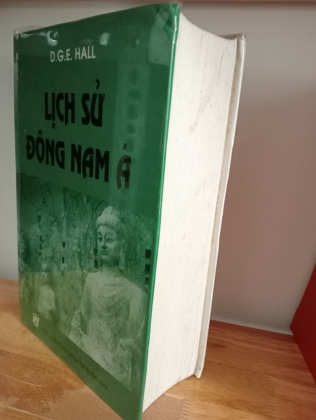 D.G.E. HALL
LỊCH SỬ
ĐÔNG NAM Á